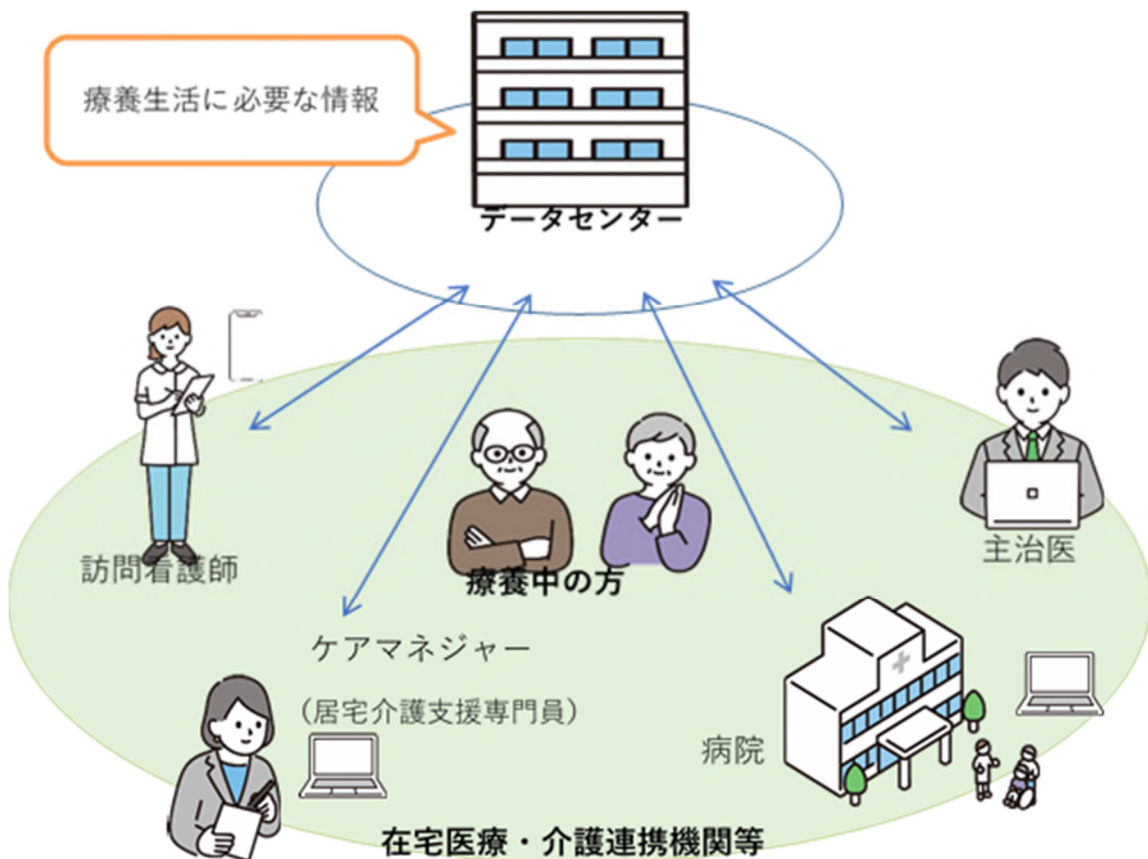 療養生活に必要な情報
データセンター
訪問看護師
療養中の方
主治医
ケアマネジャー
（居宅介護支援専門員）
病院
在宅医療・介護連携機関等